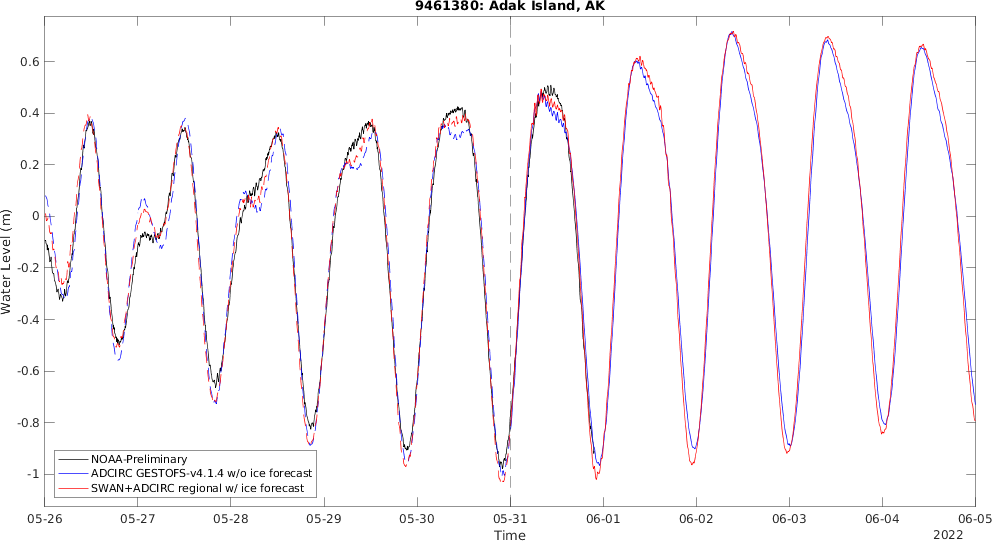 9461380: Adak Island, AK
0.6
0.4
0.2
0
-0.2
-0.4
-0.6
-0.8
-1
Water Level (m)
NOAA-Preliminary
ADCIRC GESTOFS-v4.1.4 w/o ice forecast
SWAN+ADCIRC regional w/ ice forecast
05-26 05-27 05-28 05-29 05-30 05-31 06-01 06-02 06-03 06-04 06-05
Time
2022